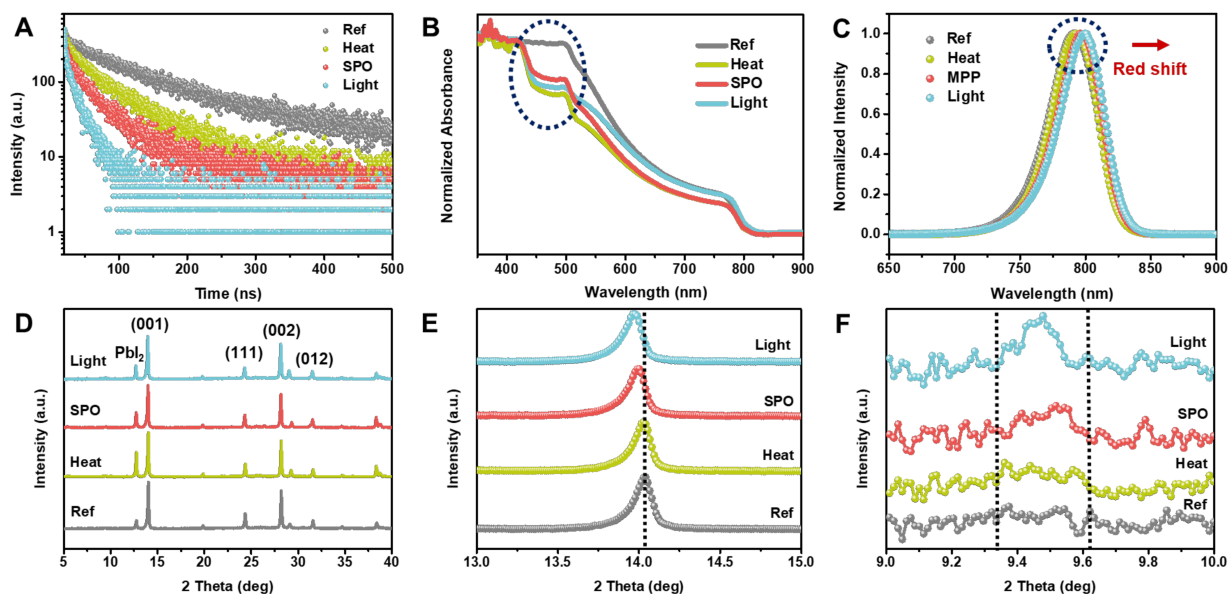 A
Ref
Heat
SPO
Light
Intensity (a.u.)
100
10
1
100
200
300
400
500
Time (ns)
B
Ref
Heat
SPO
Light
Normalized Absorbance
400
500
600
700
800
900
Wavelength (nm)
C
Ref
Heat
MPP
Light
Red shift
Normalized Intensity
1.0
0.8
0.6
0.4
0.2
0.0
650
700
750
800
850
900
Wavelength (nm)
D
(001)
(002)
PbI2
(111)
(012)
Light
SPO
Heat
Ref
Intensity (a.u.)
5
10
15
20
25
30
35
40
2 Theta (deg)
E
Light
SPO
Heat
Ref
Intensity (a.u.)
13.0
13.5
14.0
14.5
15.0
2 Theta (deg)
F
Light
SPO
Heat
Ref
Intensity (a.u.)
9.0
9.2
9.4
9.6
9.8
10.0
2 Theta (deg)